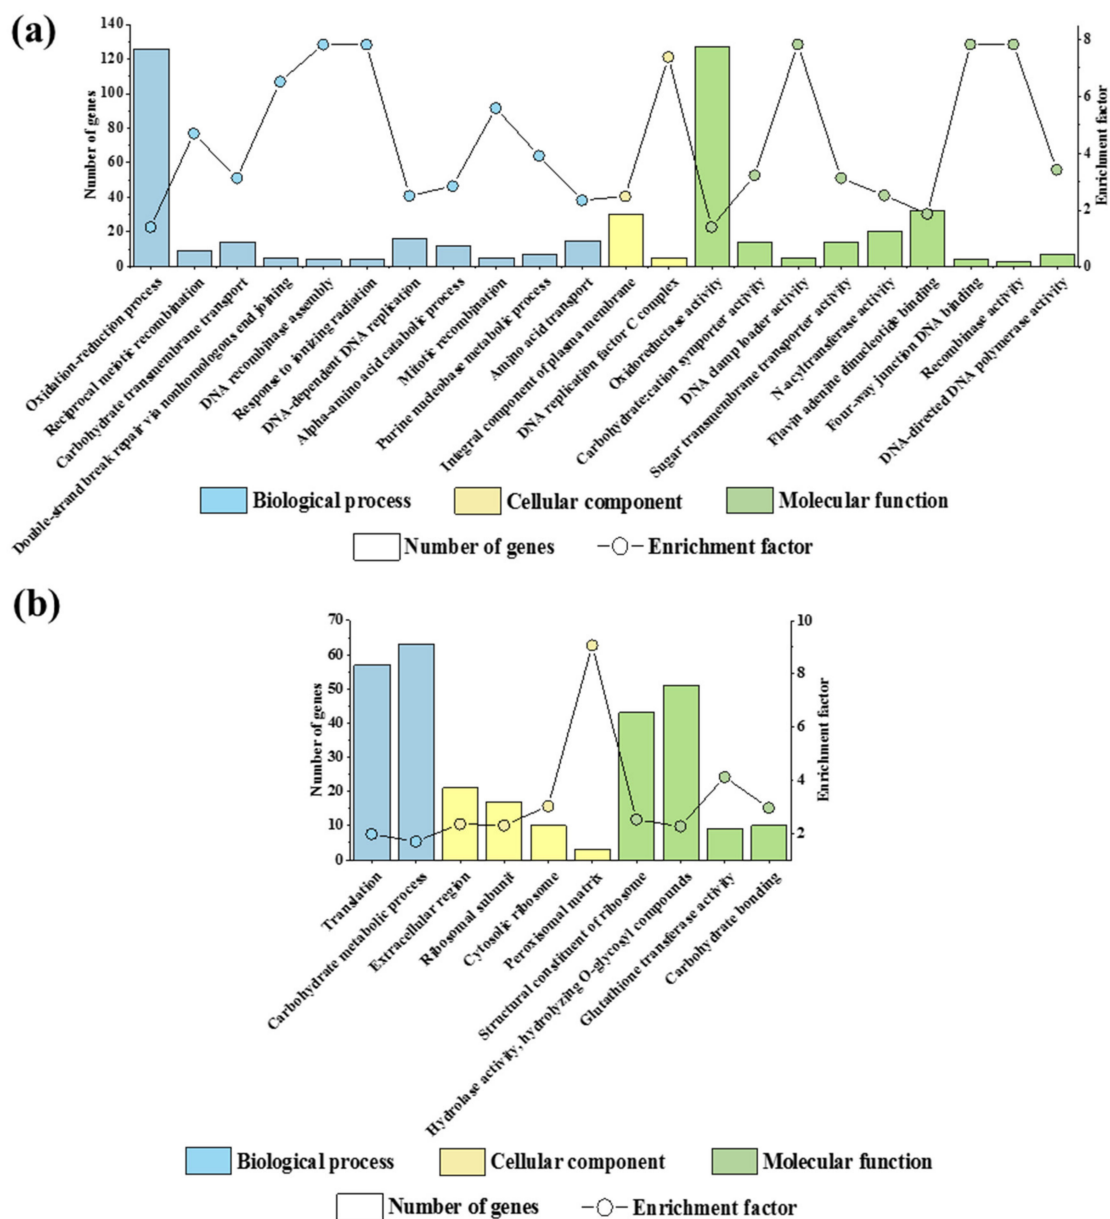 (a)
140
120
100
80
60
40
20
0
Number of genes
8
6
4
2
0
Enrichment factor
Oxidation-reduction process
Reciprocal meiotic recombination
Carbohydrate transmembrane transport
Double-strand break repair via nonhomologous end joining
DNA recombinase assembly
Response to ionizing radiation
DNA-dependent DNA replication
Alpha-amino acid catabolic process
Mitotic recombination
Purine nucleobase metabolic process
Amino acid transport
Integral component of plasma membrane
DNA replication factor C complex
Oxidoreductase activity
Carbohydrate:cation symporter activity
DNA clamp loader activity
Sugar transmembrane transporter activity
N-acyltransferase activity
Flavin adenine dinucleotide binding
Four-way junction DNA binding
Recombinase activity
DNA-directed DNA polymerase activity
Biological process Cellular component Molecular function
Number of genes Enrichment factor
(b)
70
60
50
40
30
20
10
0
Number of genes
10
8
6
4
2
Enrichment factor
Translation
Carbohydrate metabolic process
Extracellular region
Ribosomal subunit
Cytosolic ribosome
Peroxisomal matrix
Structural constituent of ribosome
Hydrolase activity, hydrolyzing O-glycosyl compounds
Glutathione transferase activity
Carbohydrate bonding
Biological process Cellular component Molecular function
Number of genes Enrichment factor